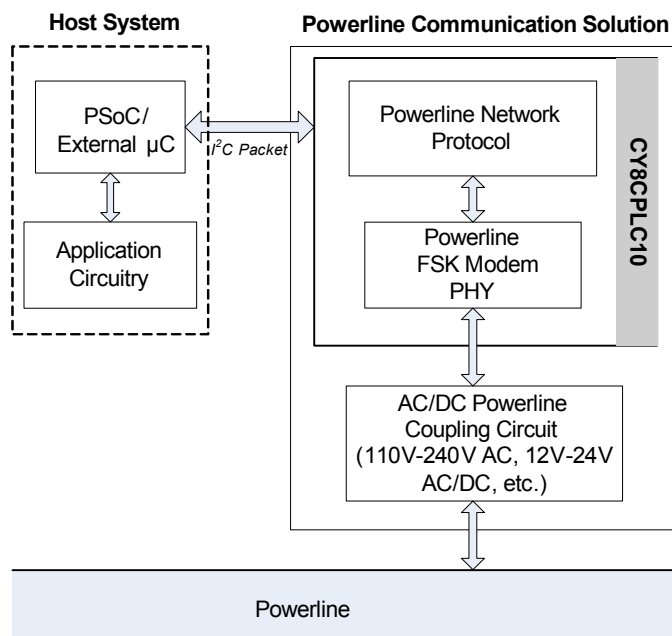 Host System
Powerline Communication Solution
PSoC/
External µC
I²C Packet
Application
Circuitry
Powerline Network
Protocol
Powerline
FSK Modem
PHY
CY8CPLC10
AC/DC Powerline
Coupling Circuit
(110V-240V AC, 12V-24V
AC/DC, etc.)
Powerline